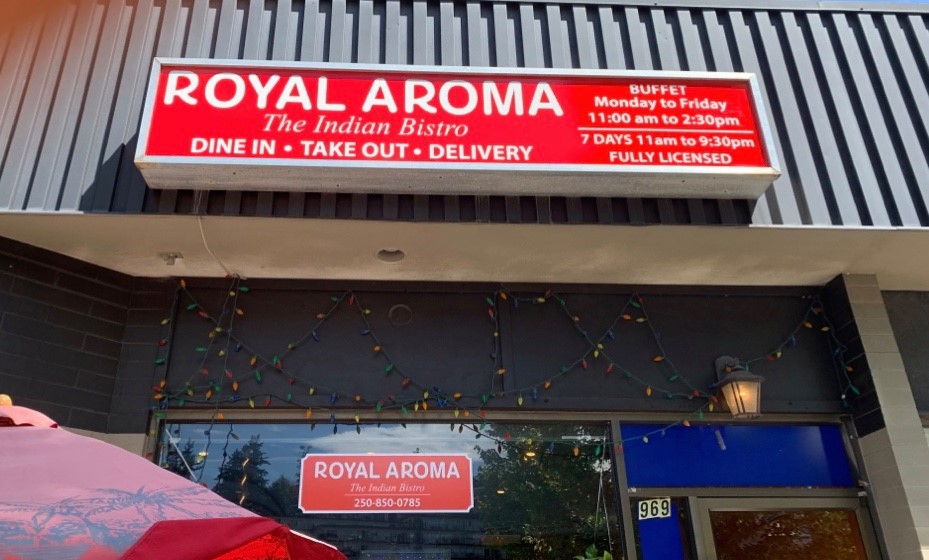 ROYAL AROMA
The Indian Bistro
DINE IN • TAKE OUT • DELIVERY
BUFFET
Monday to Friday
11:00 am to 2:30pm
7 DAYS 11am to 9:30pm
FULLY LICENSED
ROYAL AROMA
The Indian Bistro
250-850-0785
969